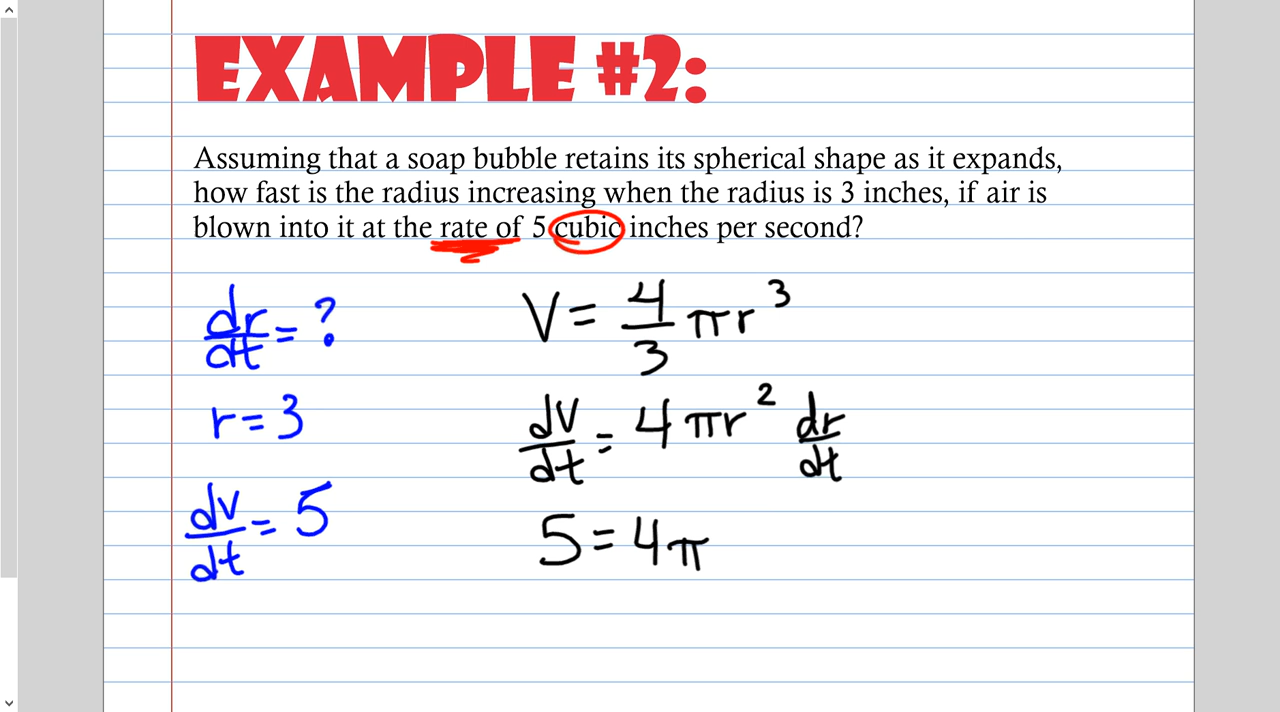 EXAMPLE #2:
Assuming that a soap bubble retains its spherical shape as it expands,
how fast is the radius increasing when the radius is 3 inches, if air is
blown into it at the rate of 5 cubic inches per second?
dr/dt = ?
r = 3
dv/dt = 5
V = 4/3 πr³
dV/dt = 4πr² dr/dt
5 = 4π